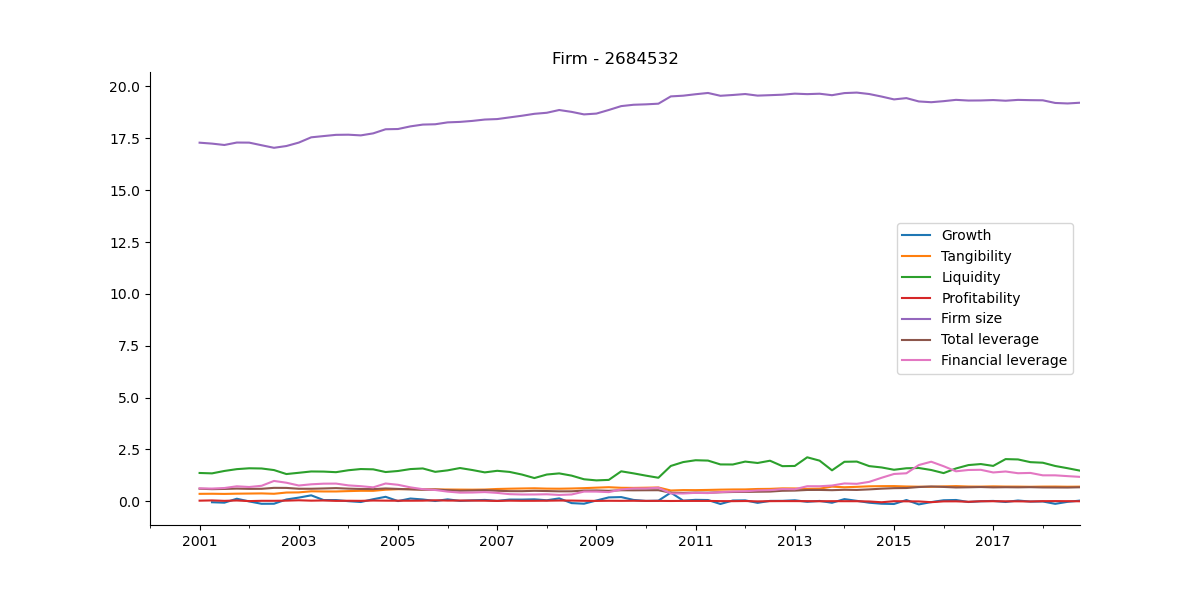 Firm - 2684532
20.0
17.5
15.0
12.5
10.0
7.5
5.0
2.5
0.0
Growth
Tangibility
Liquidity
Profitability
Firm size
Total leverage
Financial leverage
2001 2003 2005 2007 2009 2011 2013 2015 2017